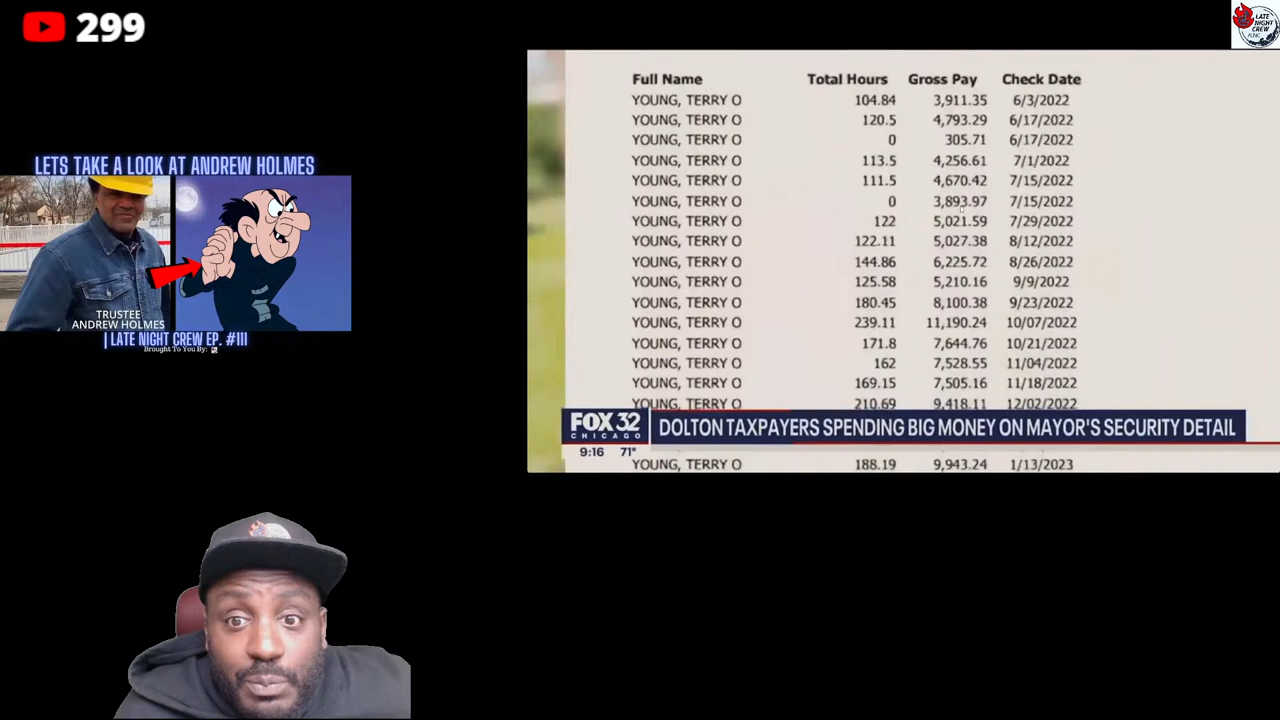 299
LATE
NIGHT
CREW
LETS TAKE A LOOK AT ANDREW HOLMES
TRUSTEE
ANDREW HOLMES
| LATE NIGHT CREW EP. #111
Brought To You By:
Full Name Total Hours Gross Pay Check Date
YOUNG, TERRY O 104.84 3,911.35 6/3/2022
YOUNG, TERRY O 120.5 4,793.29 6/17/2022
YOUNG, TERRY O 0 305.71 6/17/2022
YOUNG, TERRY O 113.5 4,256.61 7/1/2022
YOUNG, TERRY O 111.5 4,670.42 7/15/2022
YOUNG, TERRY O 0 3,893.97 7/15/2022
YOUNG, TERRY O 122 5,021.59 7/29/2022
YOUNG, TERRY O 122.11 5,027.38 8/12/2022
YOUNG, TERRY O 144.86 6,225.72 8/26/2022
YOUNG, TERRY O 125.58 5,210.16 9/9/2022
YOUNG, TERRY O 180.45 8,100.38 9/23/2022
YOUNG, TERRY O 239.11 11,190.24 10/07/2022
YOUNG, TERRY O 171.8 7,644.76 10/21/2022
YOUNG, TERRY O 162 7,528.55 11/04/2022
YOUNG, TERRY O 169.15 7,505.16 11/18/2022
YOUNG, TERRY O 210.69 9,418.11 12/02/2022
FOX 32
CHICAGO
DOLTON TAXPAYERS SPENDING BIG MONEY ON MAYOR'S SECURITY DETAIL
9:16 71°
YOUNG, TERRY O 188.19 9,943.24 1/13/2023